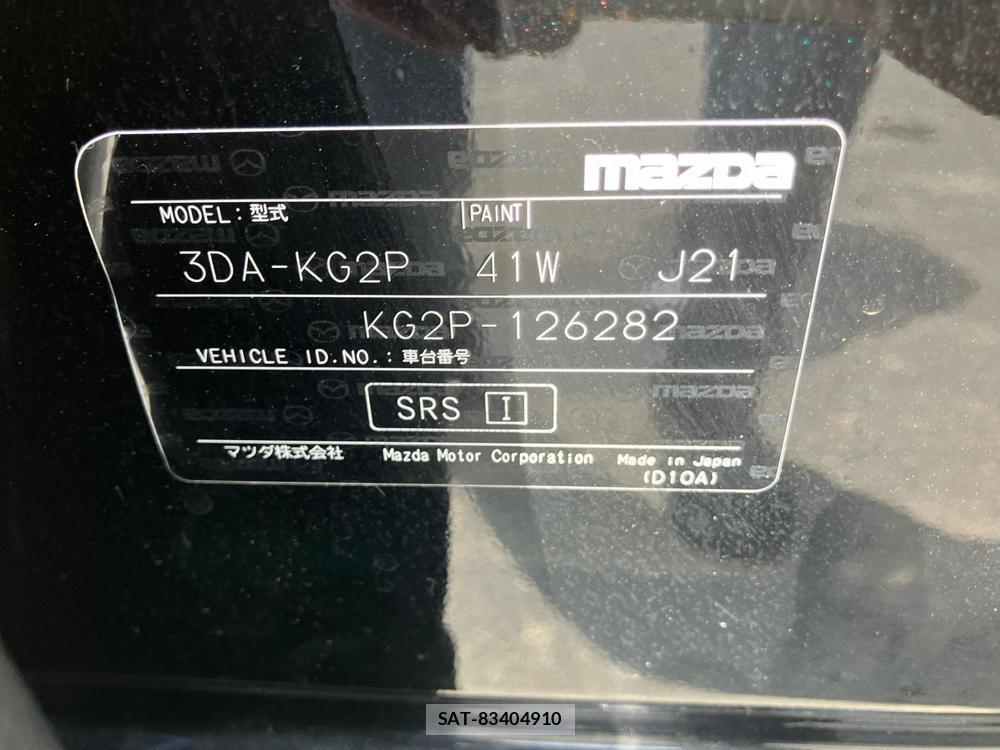 mazda
MODEL：型式 PAINT
3DA-KG2P 41W J21
KG2P-126282
VEHICLE ID.NO.：車台番号
SRS I
マツダ株式会社 Mazda Motor Corporation Made in Japan
(D10A)
SAT-83404910